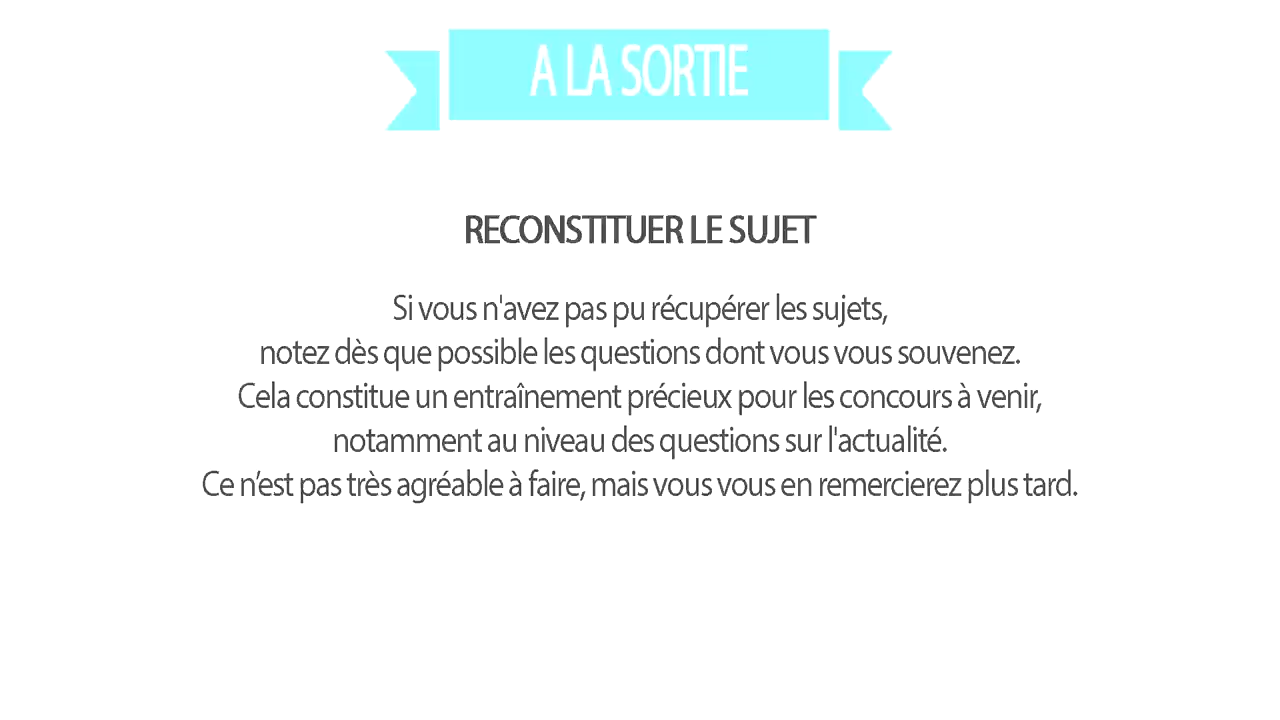 A LA SORTIE
RECONSTITUER LE SUJET
Si vous n'avez pas pu récupérer les sujets,
notez dès que possible les questions dont vous vous souvenez.
Cela constitue un entraînement précieux pour les concours à venir,
notamment au niveau des questions sur l'actualité.
Ce n’est pas très agréable à faire, mais vous vous en remercierez plus tard.